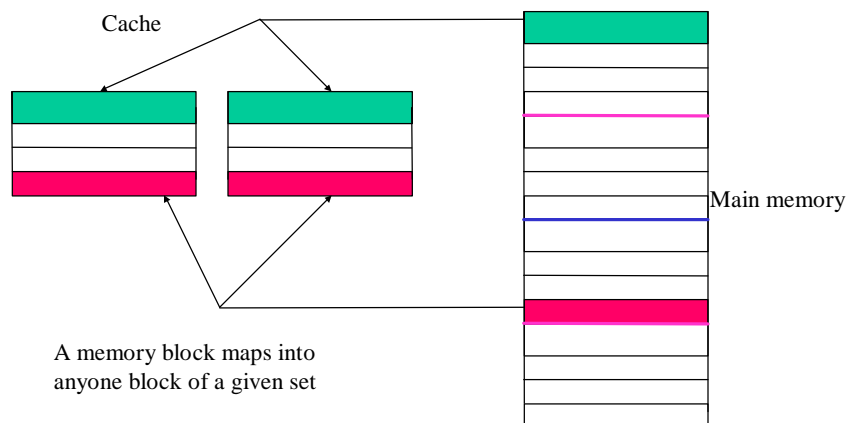 Cache
Main memory
A memory block maps into
anyone block of a given set